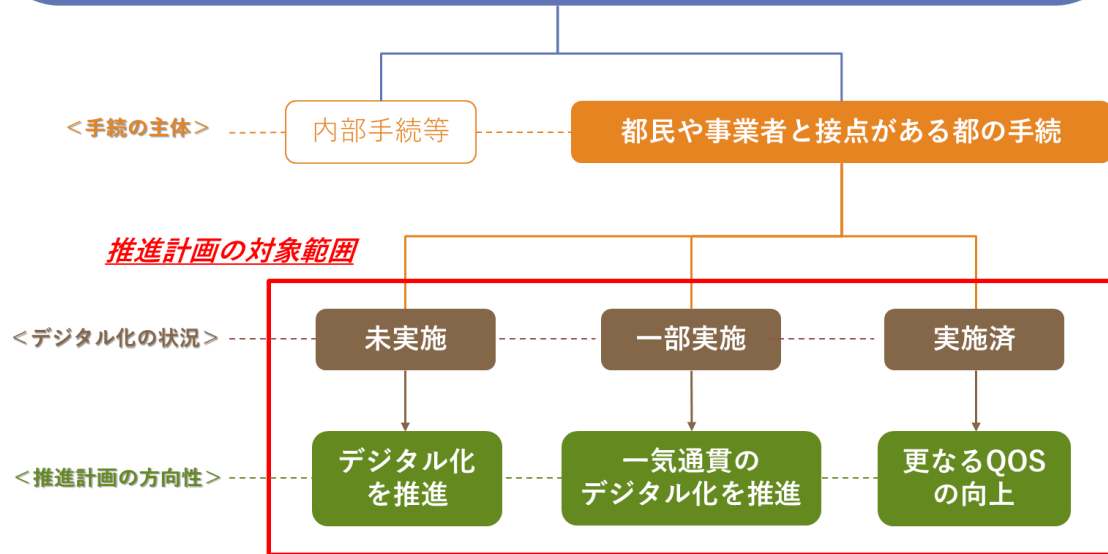 <手続の主体>
内部手続等
都民や事業者と接点がある都の手続
推進計画の対象範囲
<デジタル化の状況>
未実施
一部実施
実施済
<推進計画の方向性>
デジタル化
を推進
一気通貫の
デジタル化を推進
更なるQOS
の向上